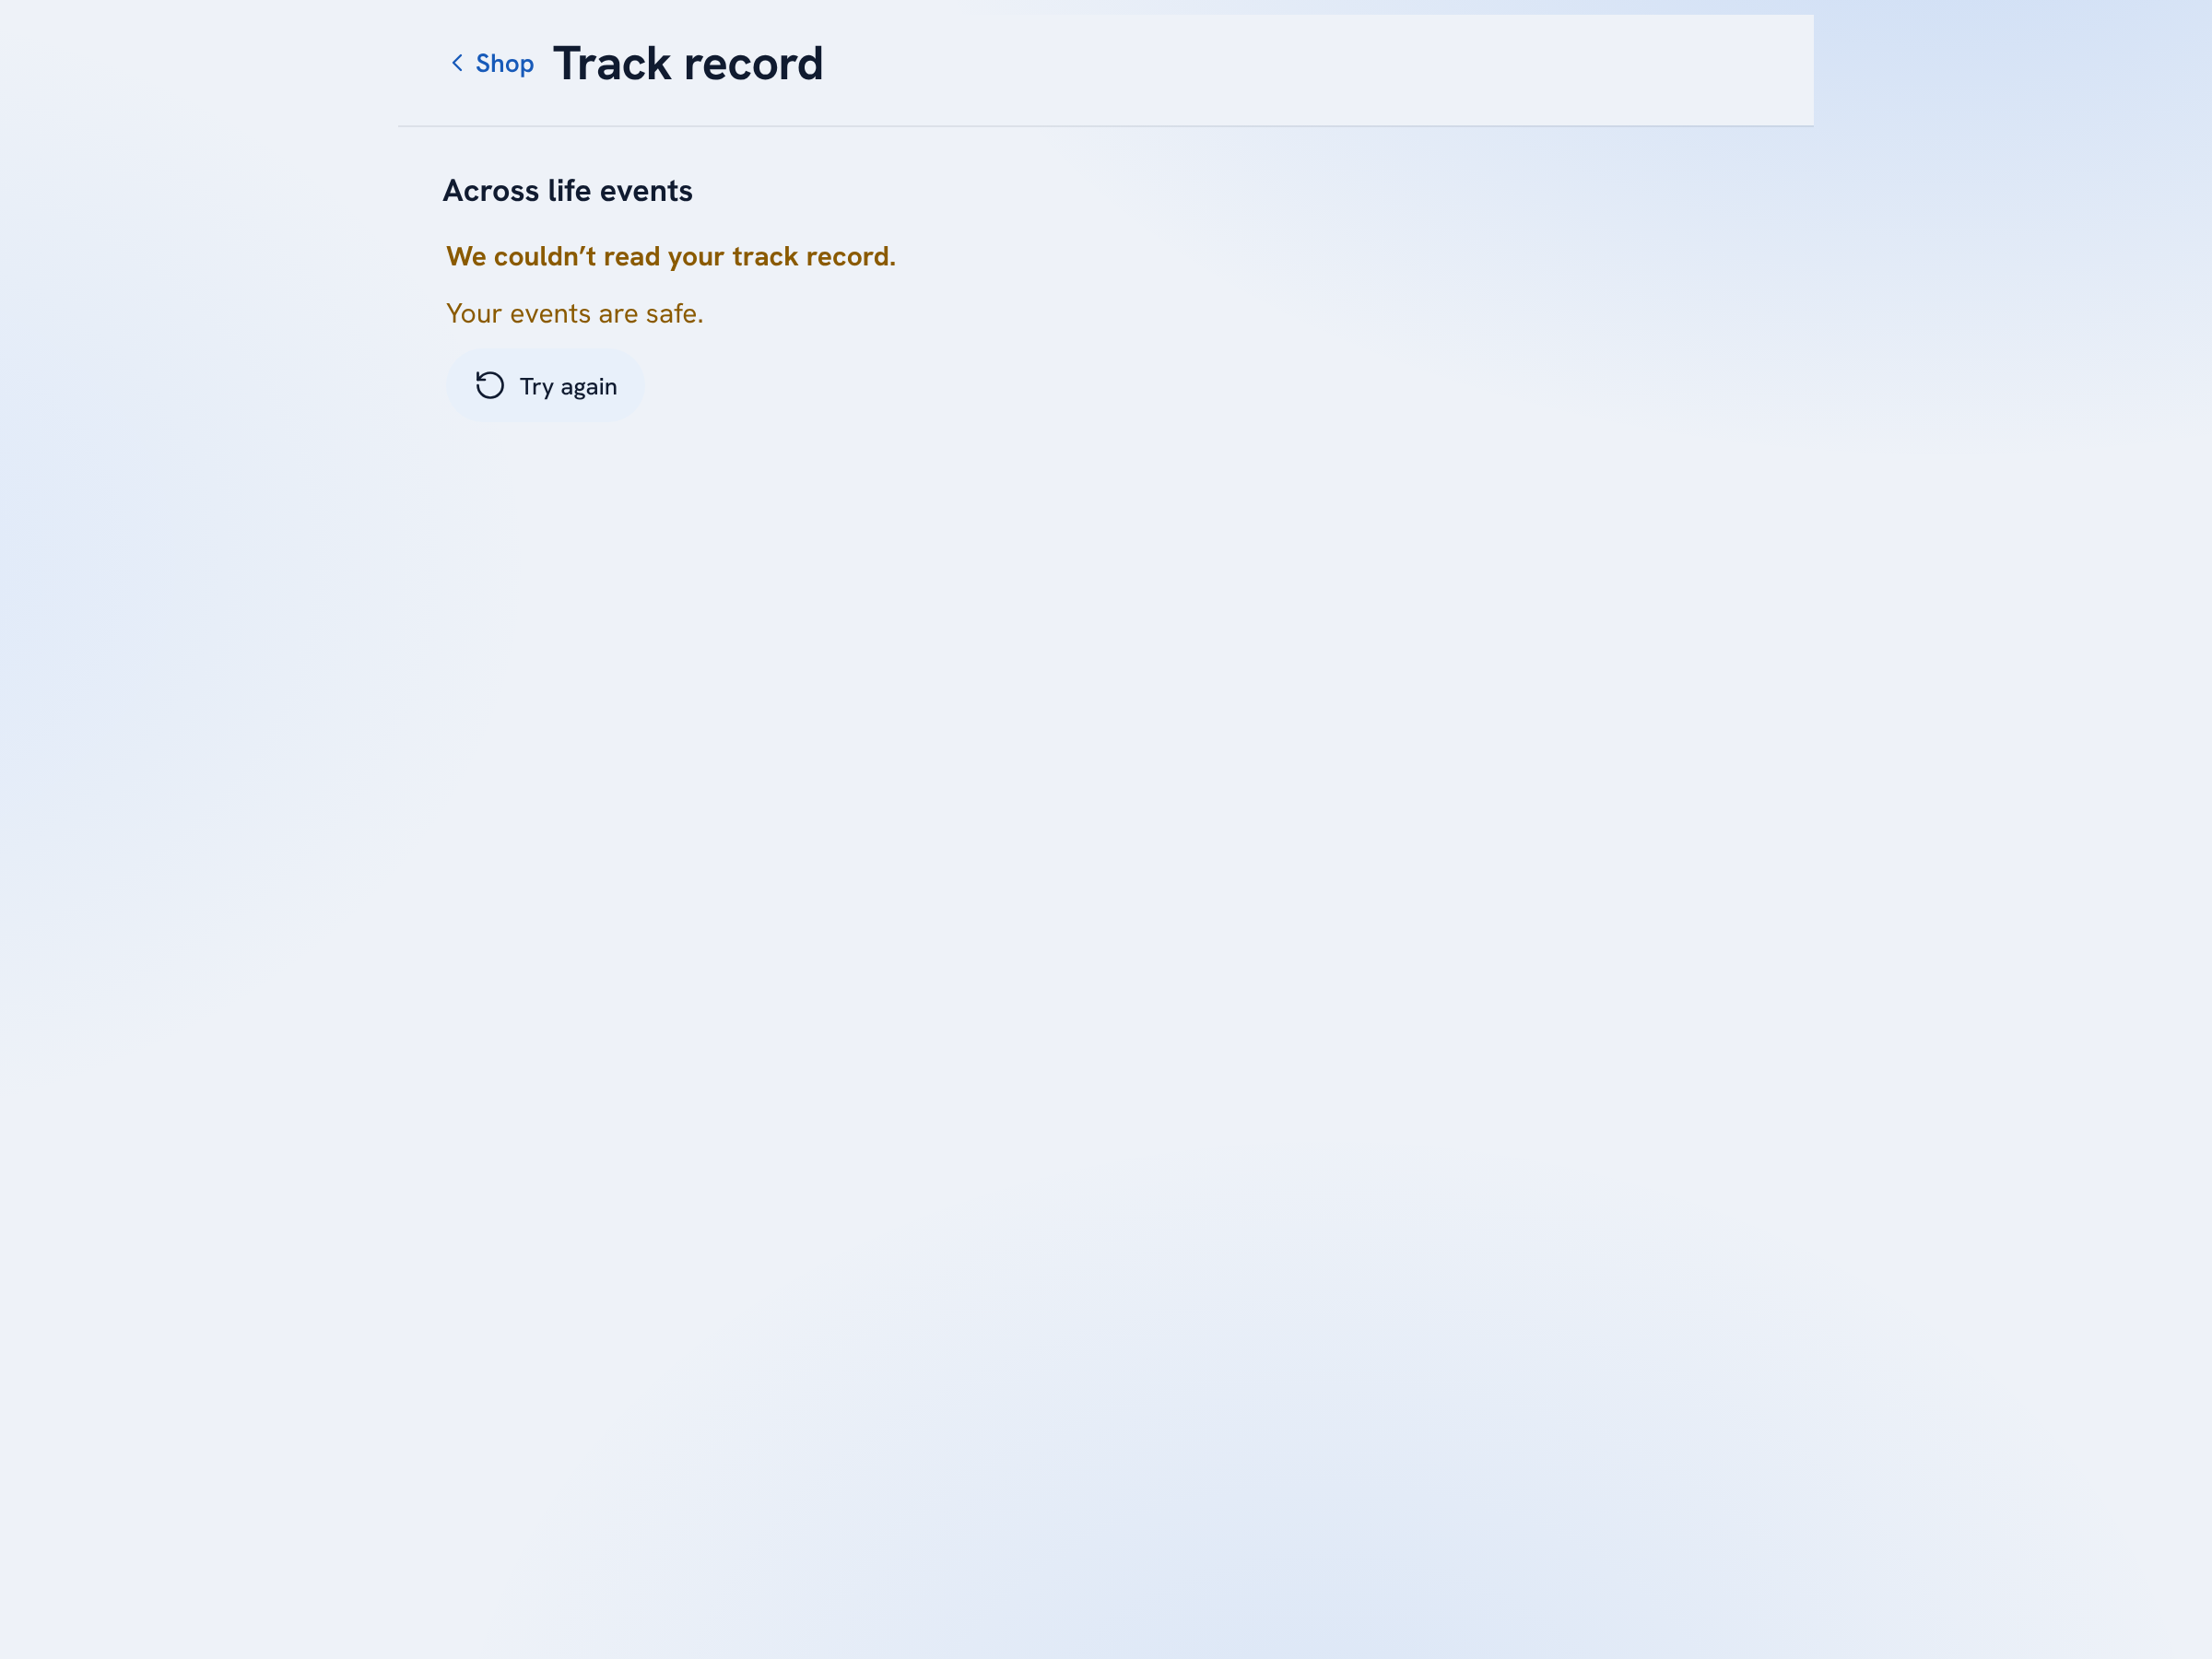 Shop
Track record
Across life events
We couldn’t read your track record.
Your events are safe.
Try again